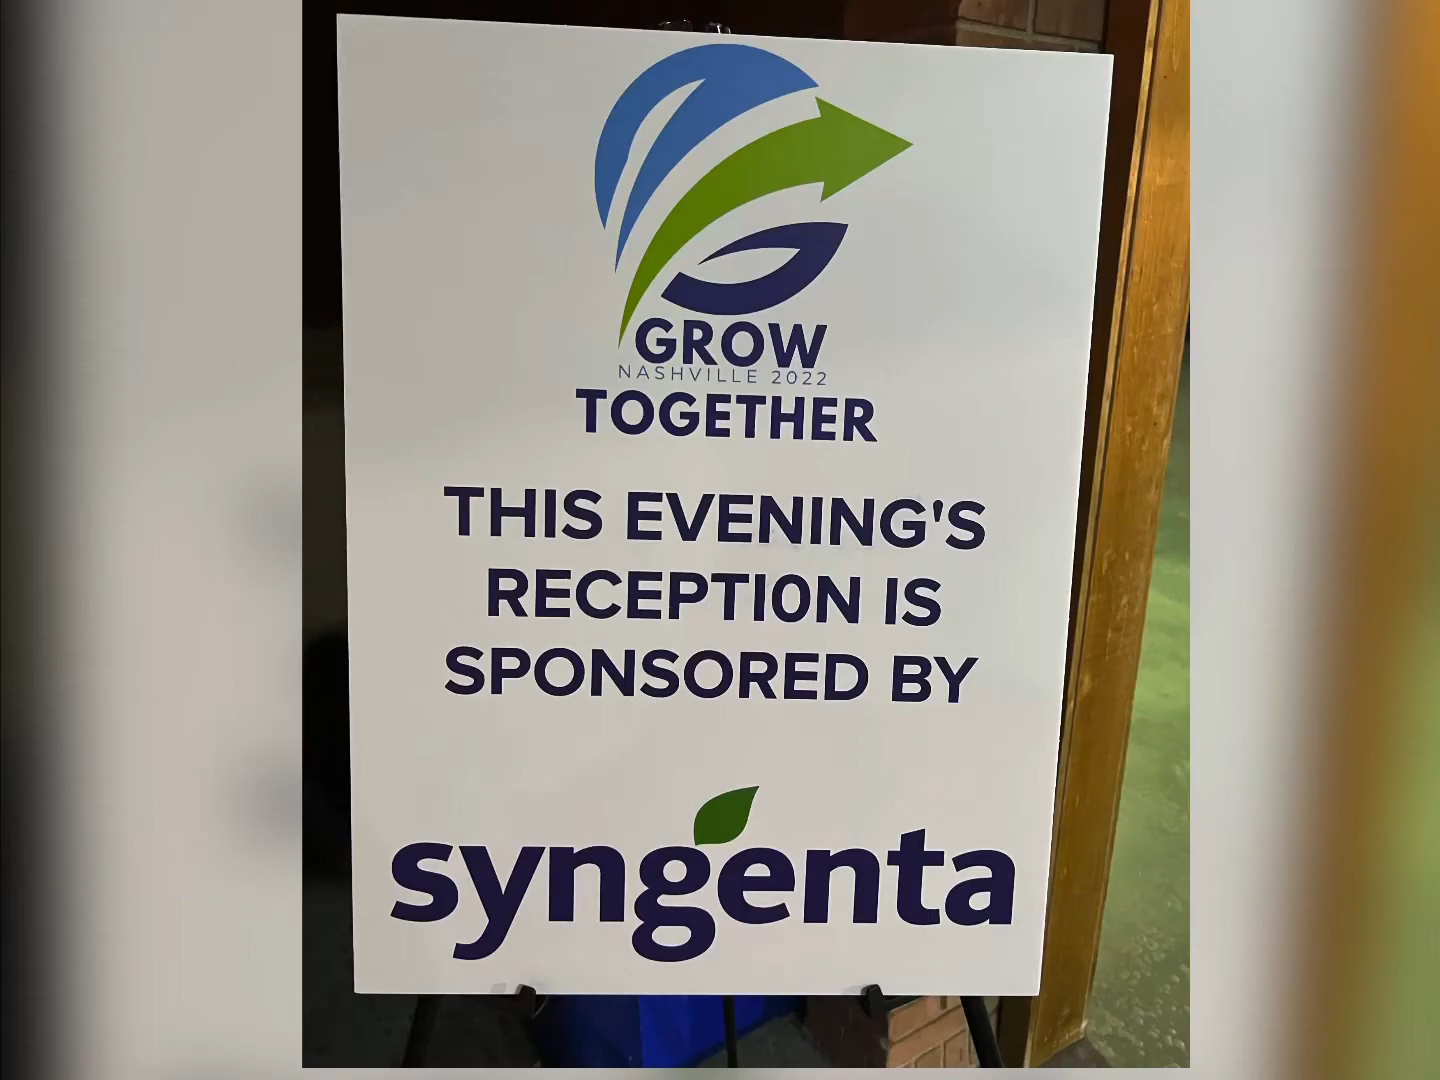 GROW
NASHVILLE 2022
TOGETHER
THIS EVENING'S
RECEPTION IS
SPONSORED BY
syngenta